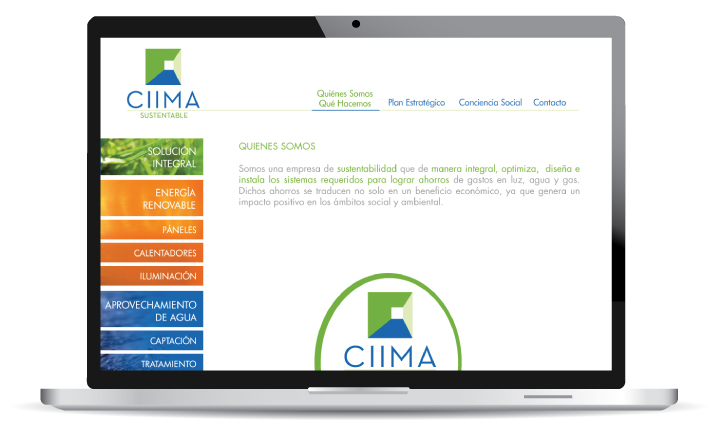 CIIMA
SUSTENTABLE
Quiénes Somos
Qué Hacemos
Plan Estratégico
Conciencia Social
Contacto
SOLUCIÓN
INTEGRAL
ENERGÍA
RENOVABLE
PÁNELES
CALENTADORES
ILUMINACIÓN
APROVECHAMIENTO
DE AGUA
CAPTACIÓN
TRATAMIENTO
QUIENES SOMOS
Somos una empresa de sustentabilidad que de manera integral, optimiza, diseña e
instala los sistemas requeridos para lograr ahorros de gastos en luz, agua y gas.
Dichos ahorros se traducen no solo en un beneficio económico, ya que genera un
impacto positivo en los ámbitos social y ambiental.
CIIMA